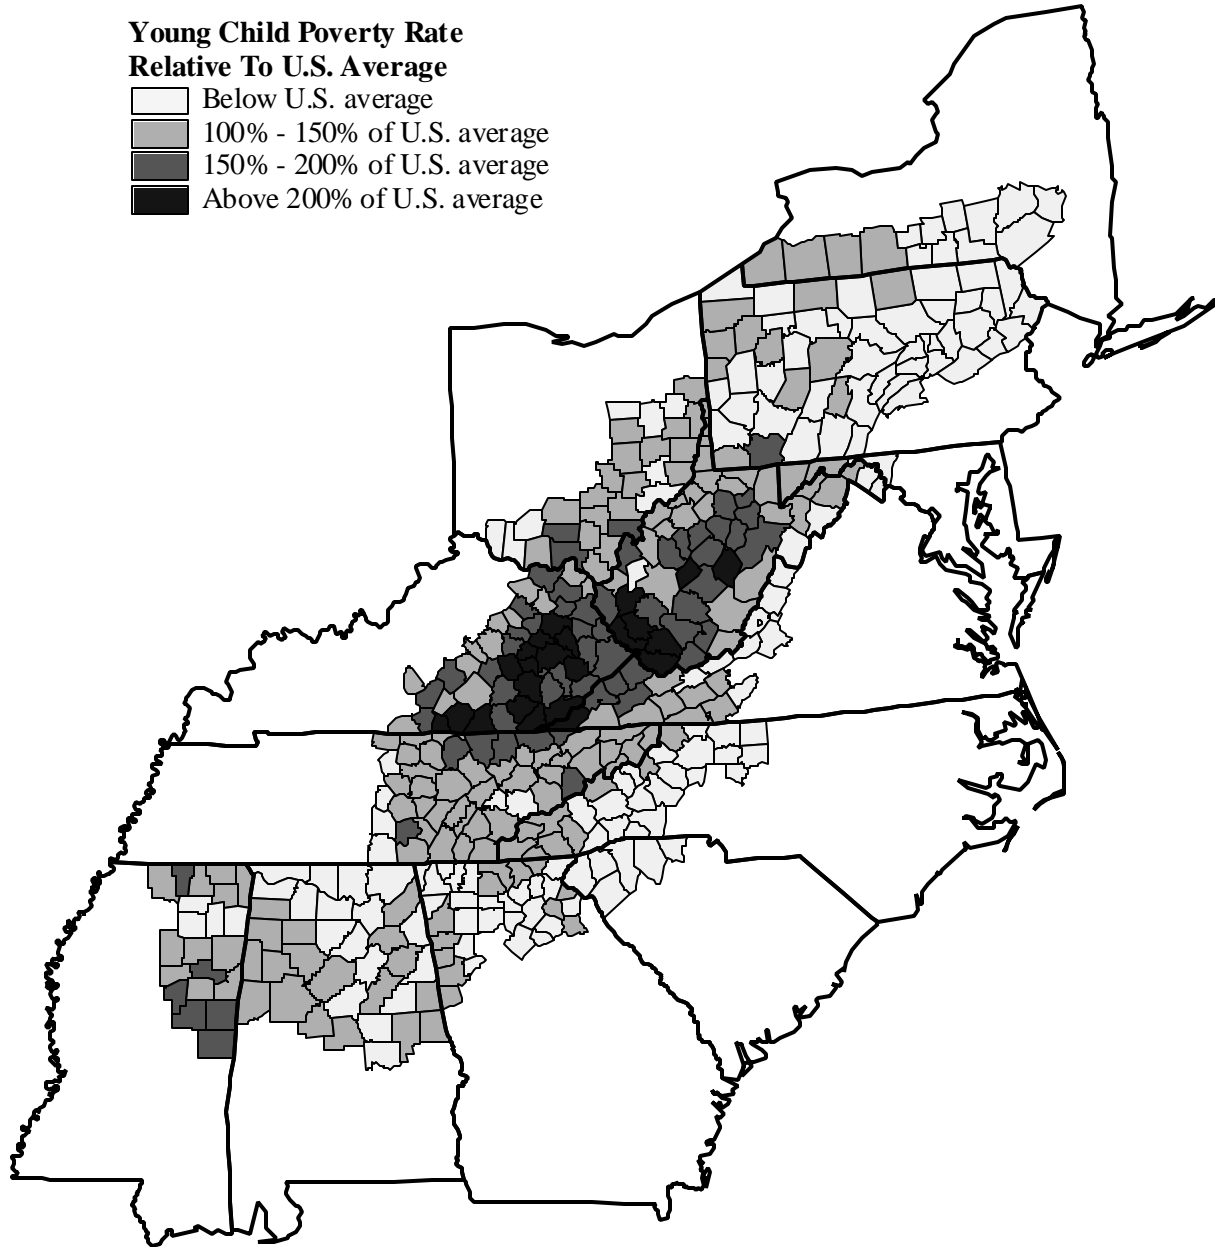 Young Child Poverty Rate
Relative To U.S. Average
Below U.S. average
100% - 150% of U.S. average
150% - 200% of U.S. average
Above 200% of U.S. average